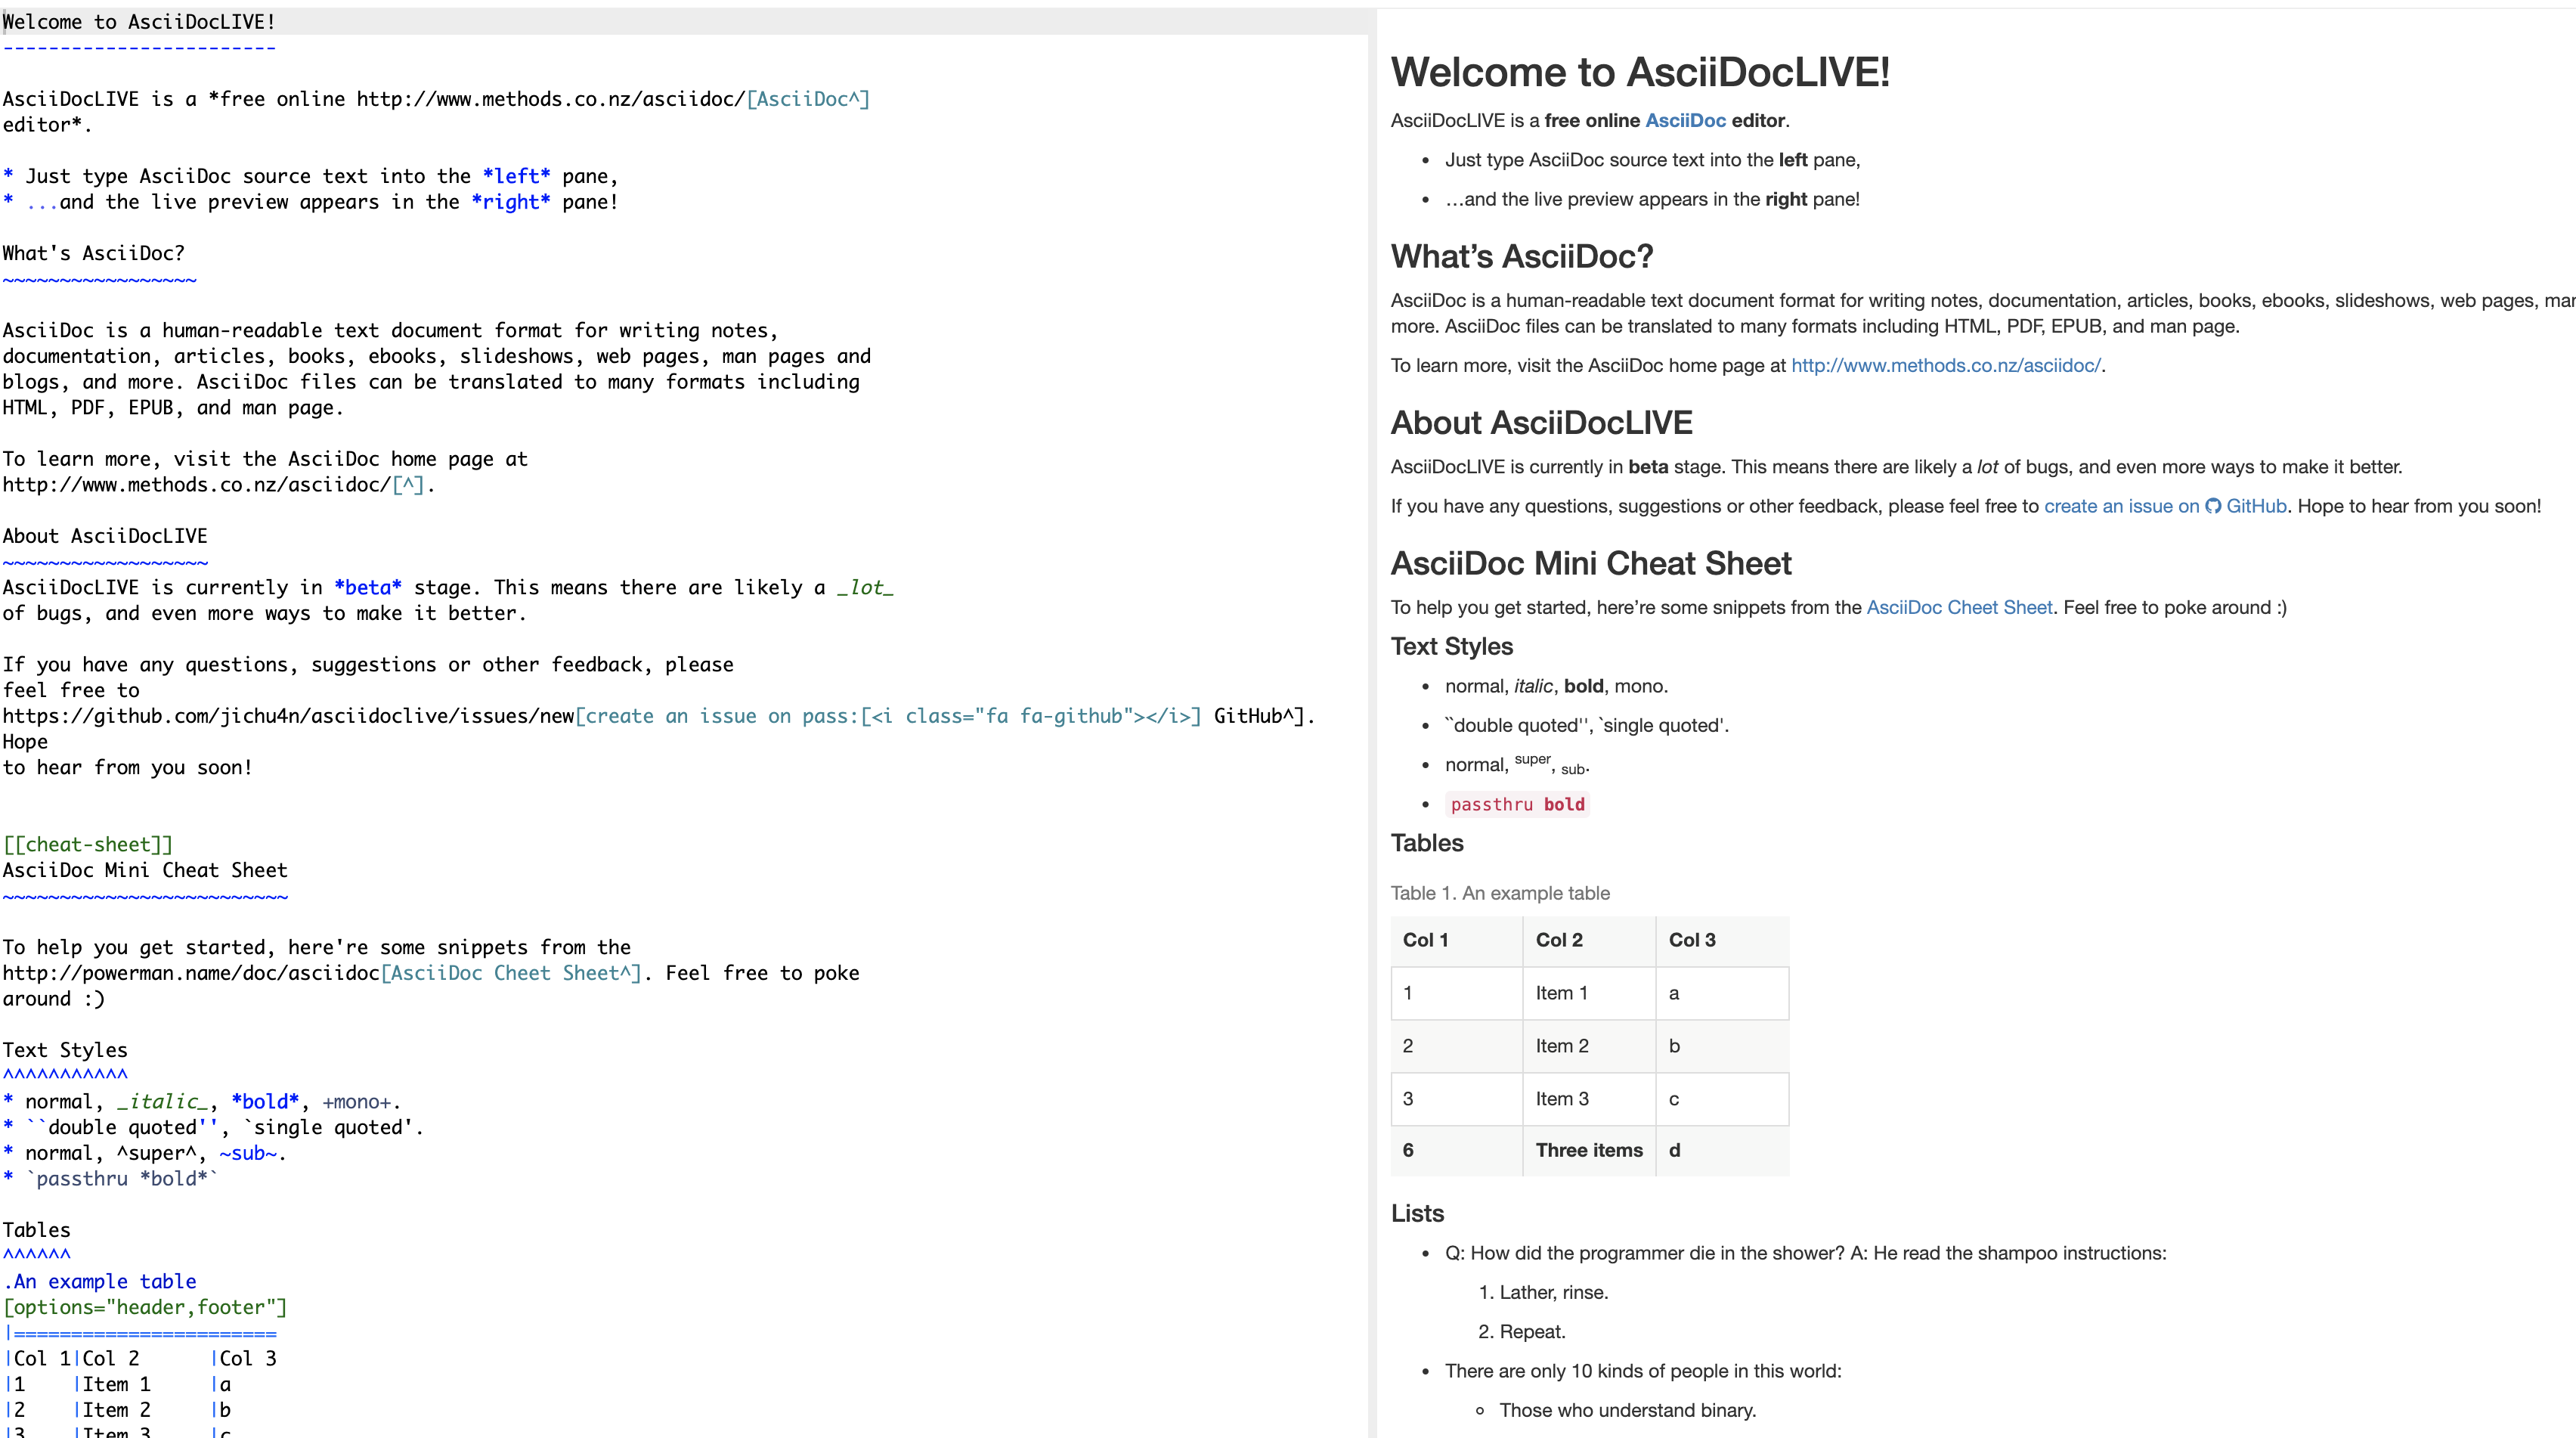 Welcome to AsciiDocLIVE!
------------------------
AsciiDocLIVE is a *free online http://www.methods.co.nz/asciidoc/[AsciiDoc^]
editor*.
* Just type AsciiDoc source text into the *left* pane,
* ...and the live preview appears in the *right* pane!
What's AsciiDoc?
~~~~~~~~~~~~~~~~~
AsciiDoc is a human-readable text document format for writing notes,
documentation, articles, books, ebooks, slideshows, web pages, man pages and
blogs, and more. AsciiDoc files can be translated to many formats including
HTML, PDF, EPUB, and man page.
To learn more, visit the AsciiDoc home page at
http://www.methods.co.nz/asciidoc/[^].
About AsciiDocLIVE
~~~~~~~~~~~~~~~~~~
AsciiDocLIVE is currently in *beta* stage. This means there are likely a _lot_
of bugs, and even more ways to make it better.
If you have any questions, suggestions or other feedback, please
feel free to
https://github.com/jichu4n/asciidoclive/issues/new[create an issue on pass:[<i class="fa fa-github"></i>] GitHub^].
Hope
to hear from you soon!
[[cheat-sheet]]
AsciiDoc Mini Cheat Sheet
~~~~~~~~~~~~~~~~~~~~~~~~~
To help you get started, here're some snippets from the
http://powerman.name/doc/asciidoc[AsciiDoc Cheet Sheet^]. Feel free to poke
around :)
Text Styles
^^^^^^^^^^^
* normal, _italic_, *bold*, +mono+.
* ``double quoted'', `single quoted'.
* normal, ^super^, ~sub~.
* `passthru *bold*`
Tables
^^^^^^
.An example table
[options="header,footer"]
|=======================
|Col 1|Col 2      |Col 3
|1    |Item 1     |a
|2    |Item 2     |b
|3    |Item 3     |c
Welcome to AsciiDocLIVE!
AsciiDocLIVE is a free online AsciiDoc editor.
• Just type AsciiDoc source text into the left pane,
• …and the live preview appears in the right pane!
What’s AsciiDoc?
AsciiDoc is a human-readable text document format for writing notes, documentation, articles, books, ebooks, slideshows, web pages,
more. AsciiDoc files can be translated to many formats including HTML, PDF, EPUB, and man page.
To learn more, visit the AsciiDoc home page at http://www.methods.co.nz/asciidoc/.
About AsciiDocLIVE
AsciiDocLIVE is currently in beta stage. This means there are likely a lot of bugs, and even more ways to make it better.
If you have any questions, suggestions or other feedback, please feel free to create an issue on GitHub. Hope to hear from you soon!
AsciiDoc Mini Cheat Sheet
To help you get started, here’re some snippets from the AsciiDoc Cheet Sheet. Feel free to poke around :)
Text Styles
• normal, italic, bold, mono.
• ``double quoted'', `single quoted'.
• normal, super, sub.
• passthru bold
Tables
Table 1. An example table
Col 1 Col 2 Col 3
1 Item 1 a
2 Item 2 b
3 Item 3 c
6 Three items d
Lists
• Q: How did the programmer die in the shower? A: He read the shampoo instructions:
1. Lather, rinse.
2. Repeat.
• There are only 10 kinds of people in this world:
◦ Those who understand binary.